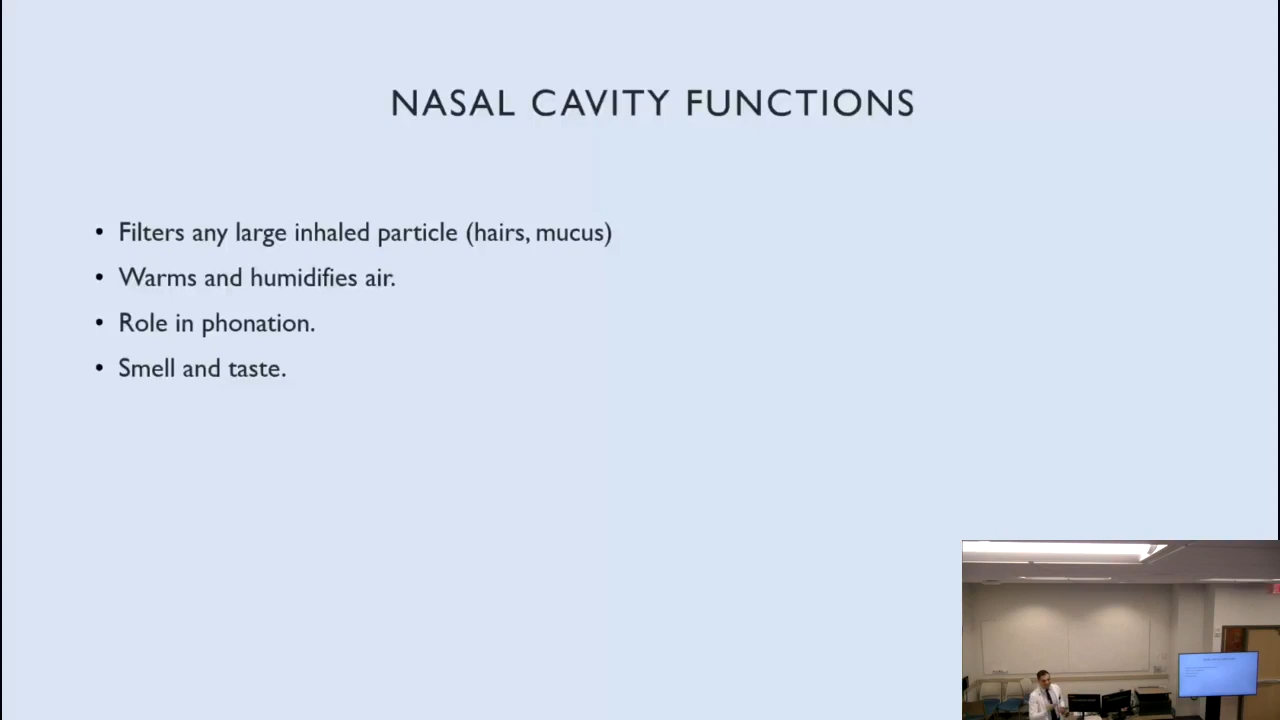 NASAL CAVITY FUNCTIONS
• Filters any large inhaled particle (hairs, mucus)
• Warms and humidifies air.
• Role in phonation.
• Smell and taste.